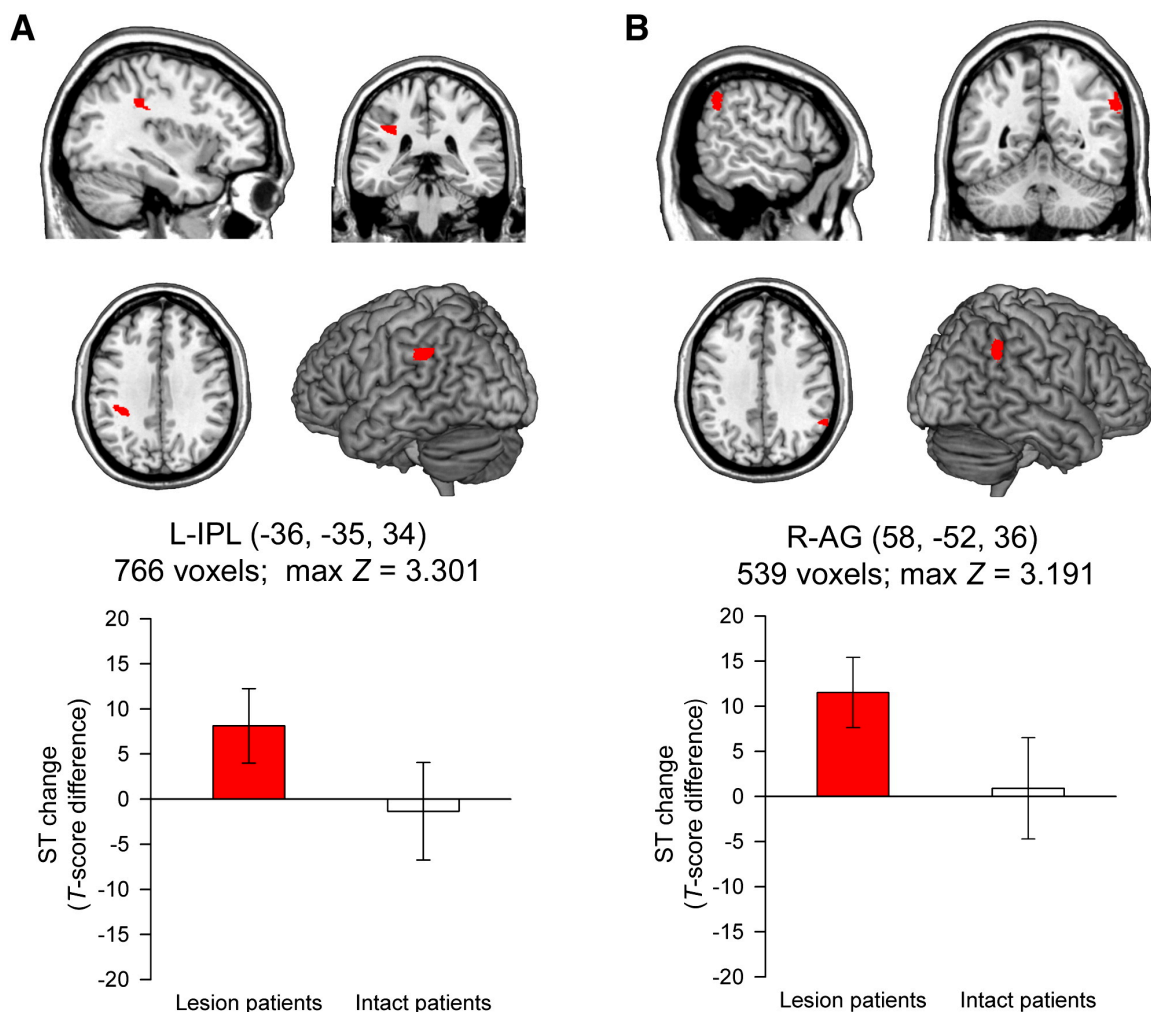 A
B
L-IPL (-36, -35, 34)
766 voxels; max Z = 3.301
R-AG (58, -52, 36)
539 voxels; max Z = 3.191
20
15
10
5
0
-5
-10
-15
-20
ST change
(T-score difference)
Lesion patients
Intact patients
20
15
10
5
0
-5
-10
-15
-20
ST change
(T-score difference)
Lesion patients
Intact patients